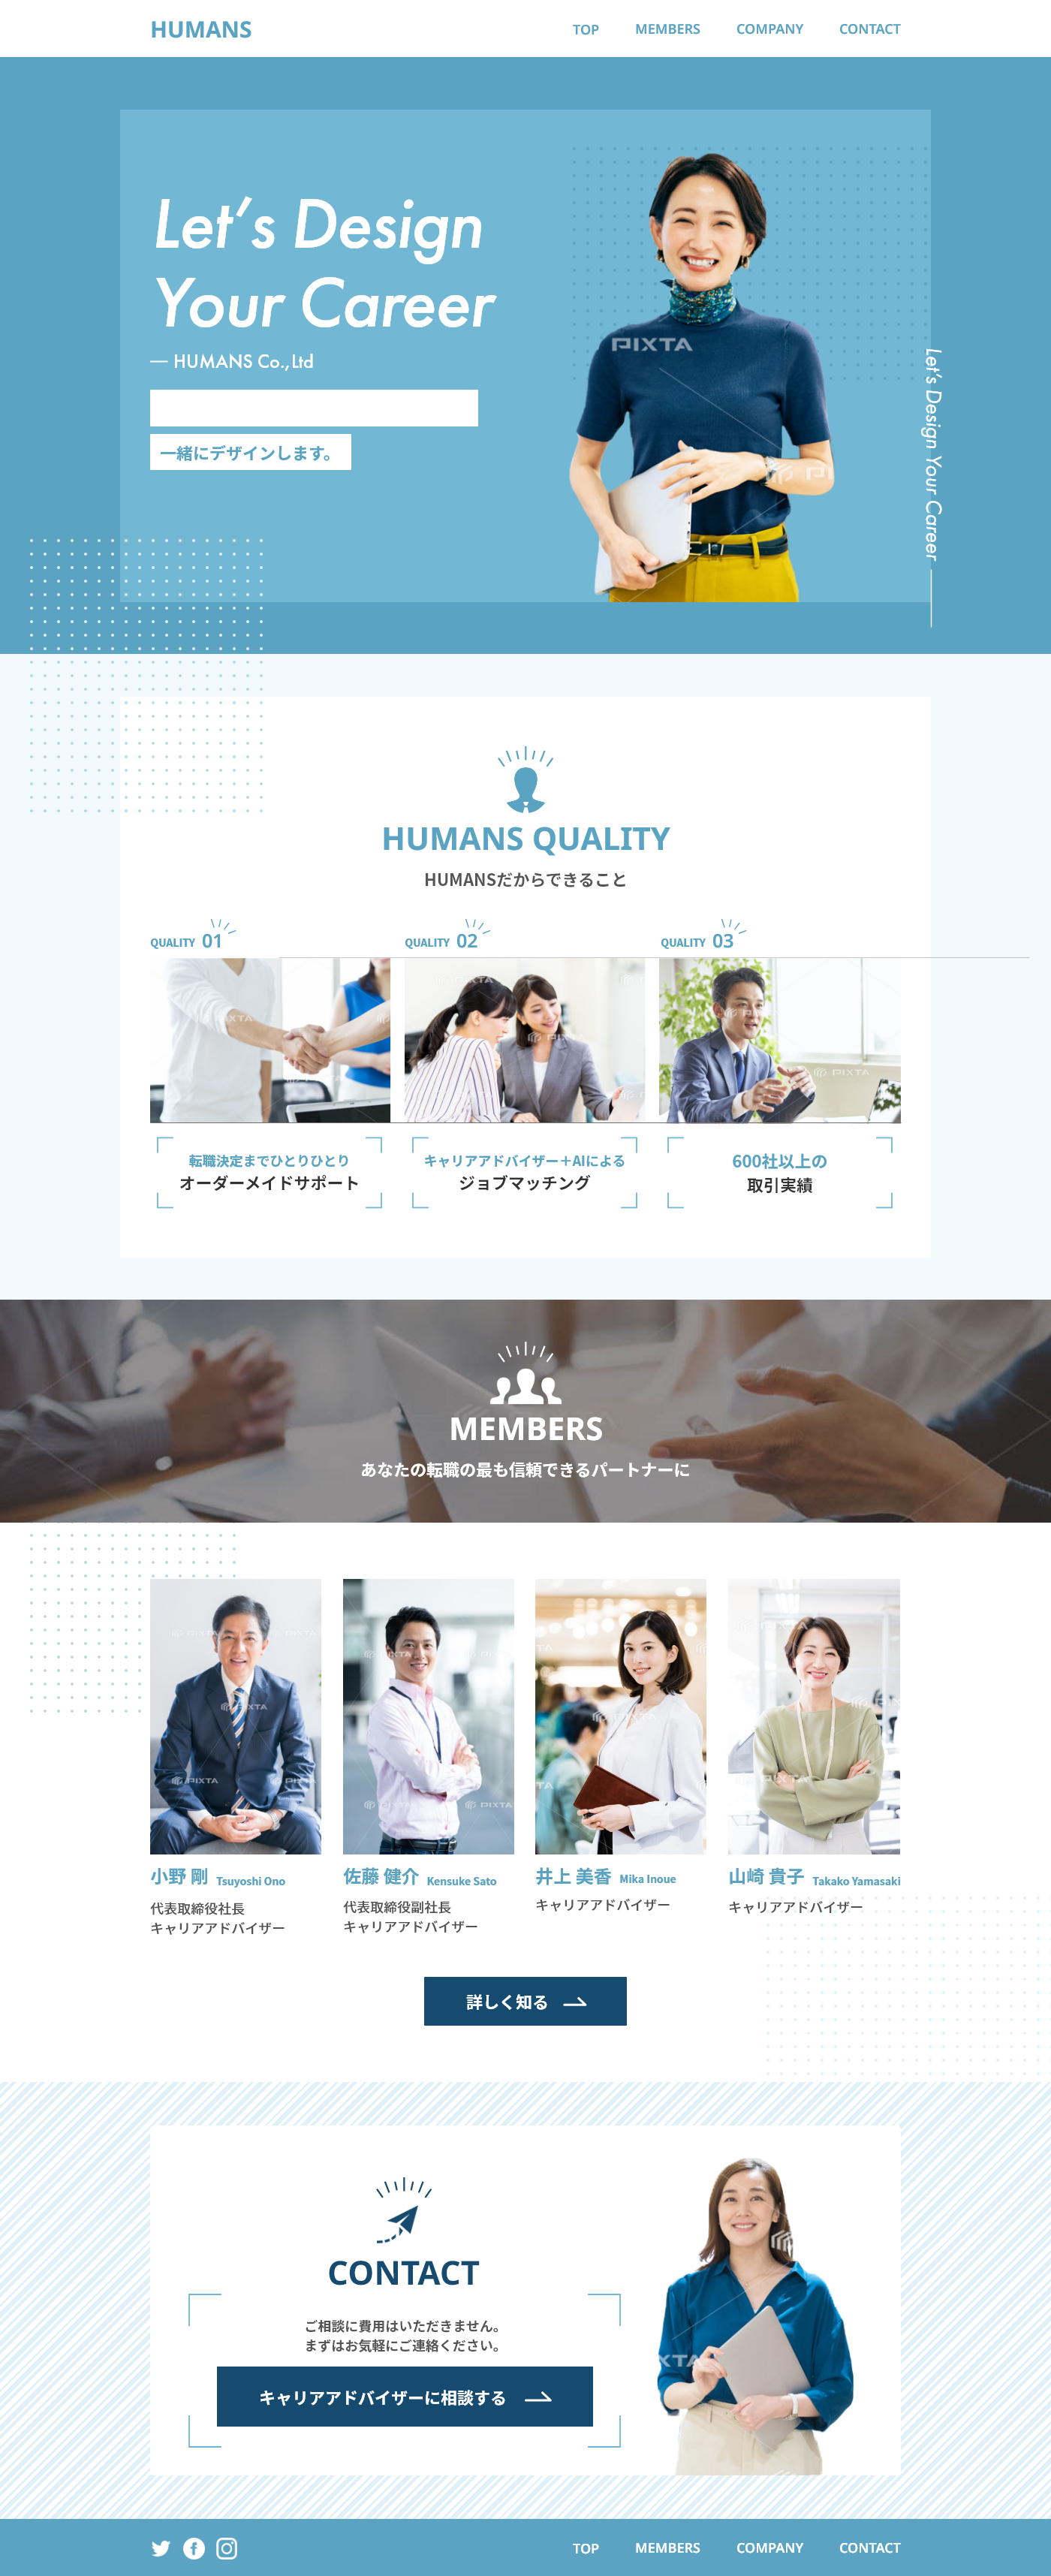 HUMANS
TOP MEMBERS COMPANY CONTACT
Let's Design
Your Career
— HUMANS Co.,Ltd
一緒にデザインします。
Let's Design Your Career
PIXTA
HUMANS QUALITY
HUMANSだからできること
QUALITY 01
QUALITY 02
QUALITY 03
転職決定までひとりひとり
オーダーメイドサポート
キャリアアドバイザー＋AIによる
ジョブマッチング
600社以上の
取引実績
MEMBERS
あなたの転職の最も信頼できるパートナーに
小野 剛 Tsuyoshi Ono
代表取締役社長
キャリアアドバイザー
佐藤 健介 Kensuke Sato
代表取締役副社長
キャリアアドバイザー
井上 美香 Mika Inoue
キャリアアドバイザー
山崎 貴子 Takako Yamasaki
キャリアアドバイザー
詳しく知る
CONTACT
ご相談に費用はいただきません。
まずはお気軽にご連絡ください。
キャリアアドバイザーに相談する
TOP MEMBERS COMPANY CONTACT